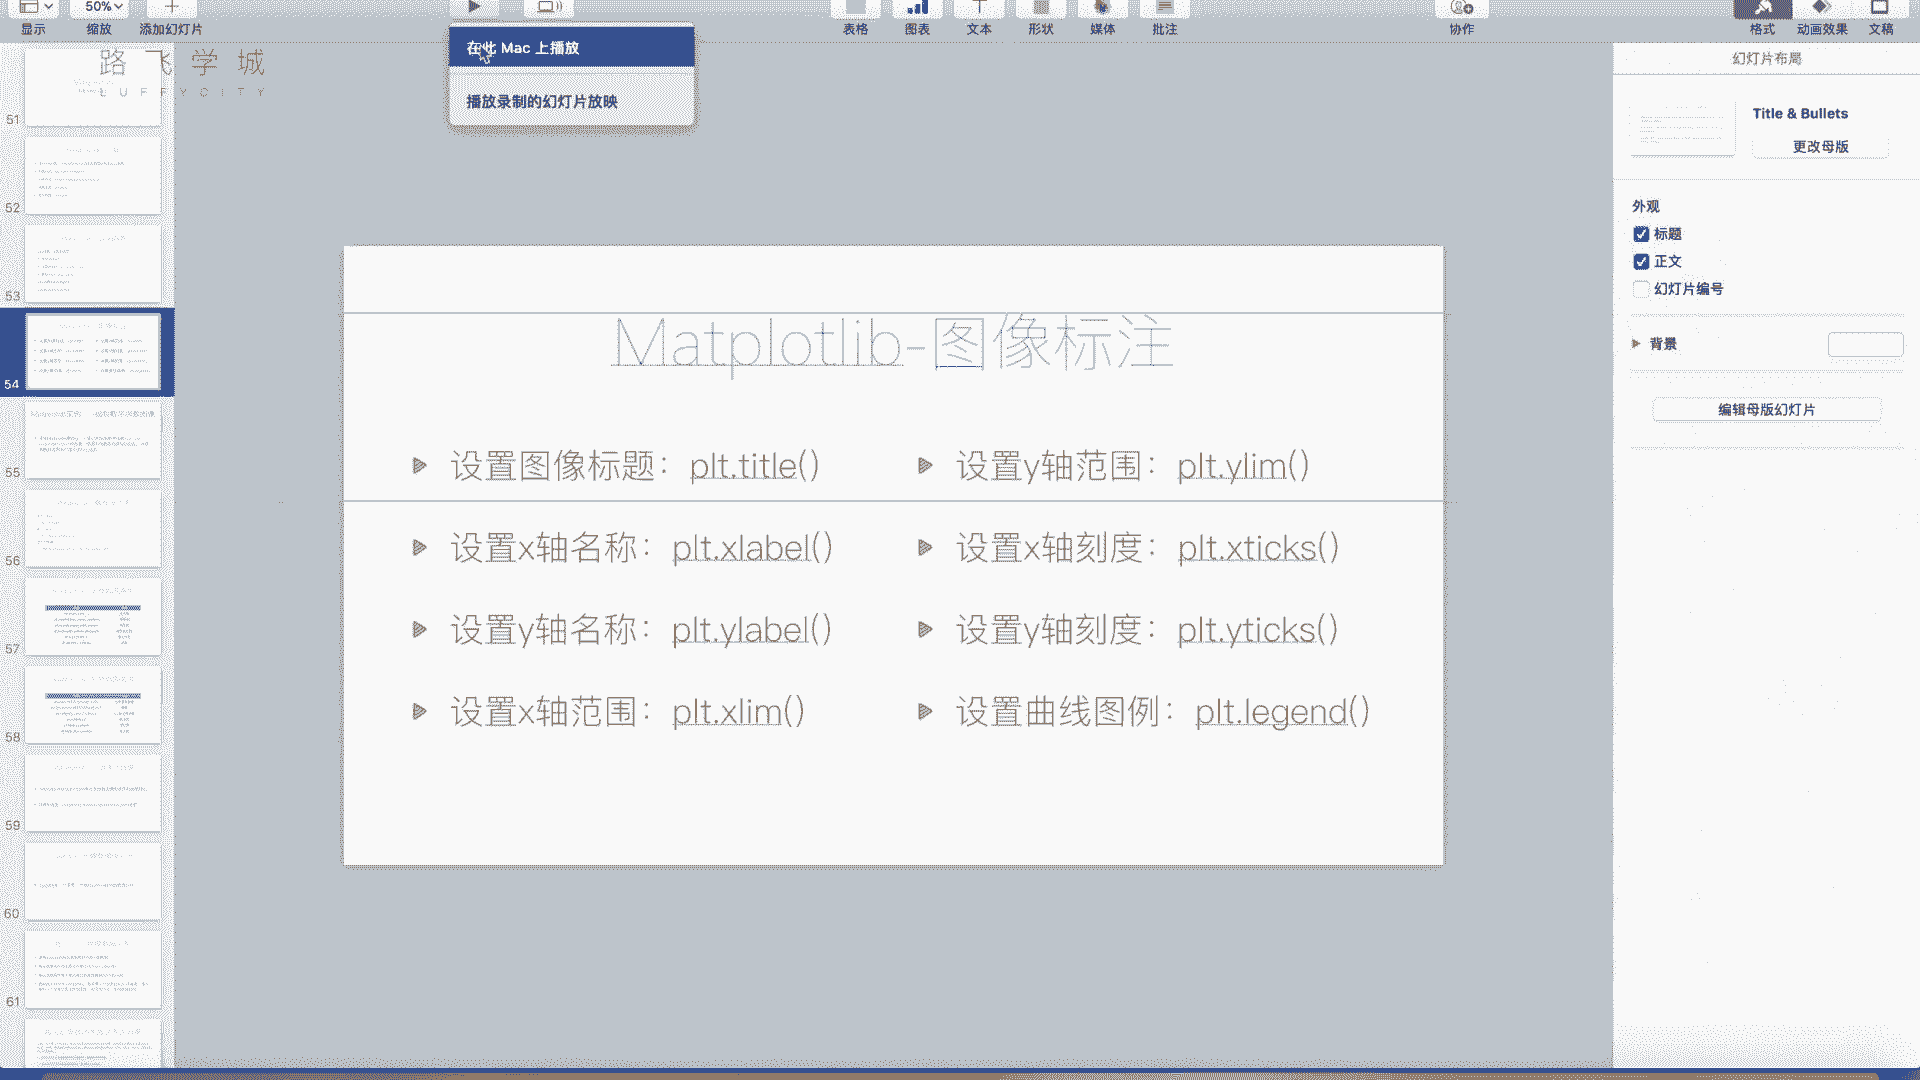 50%
显示
缩放
添加幻灯片
表格
图表
文本
形状
媒体
批注
协作
格式
动画效果
文稿
在此 Mac 上播放
播放录制的幻灯片放映
路飞学城
LUFFYCITY
51
52
53
54
55
56
57
58
59
60
61
Matplotlib-图像标注
设置图像标题：plt.title()
设置x轴名称：plt.xlabel()
设置y轴名称：plt.ylabel()
设置x轴范围：plt.xlim()
设置y轴范围：plt.ylim()
设置x轴刻度：plt.xticks()
设置y轴刻度：plt.yticks()
设置曲线图例：plt.legend()
幻灯片布局
Title & Bullets
更改母版
外观
标题
正文
幻灯片编号
背景
编辑母版幻灯片